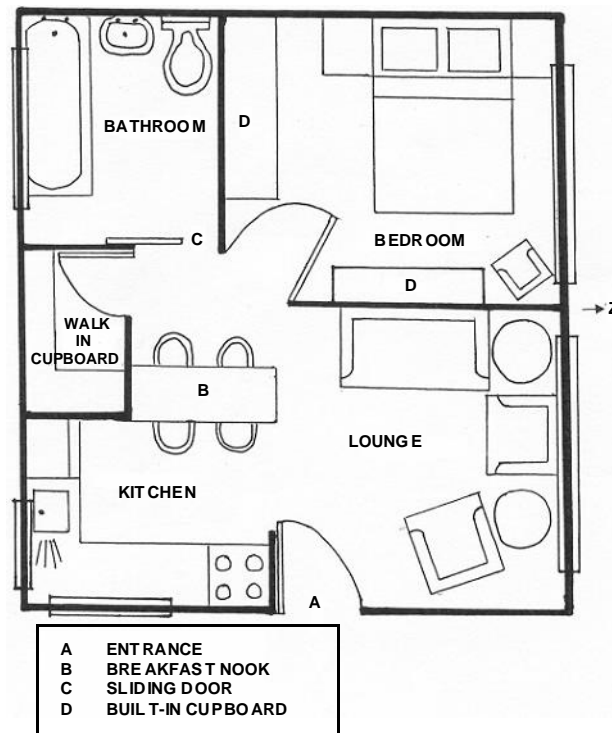 BATHROOM
D
BEDROOM
C
D
Z
WALK
IN
CUPBOARD
B
LOUNGE
KITCHEN
A
A ENTRANCE
B BREAKFAST NOOK
C SLIDING DOOR
D BUILT-IN CUPBOARD